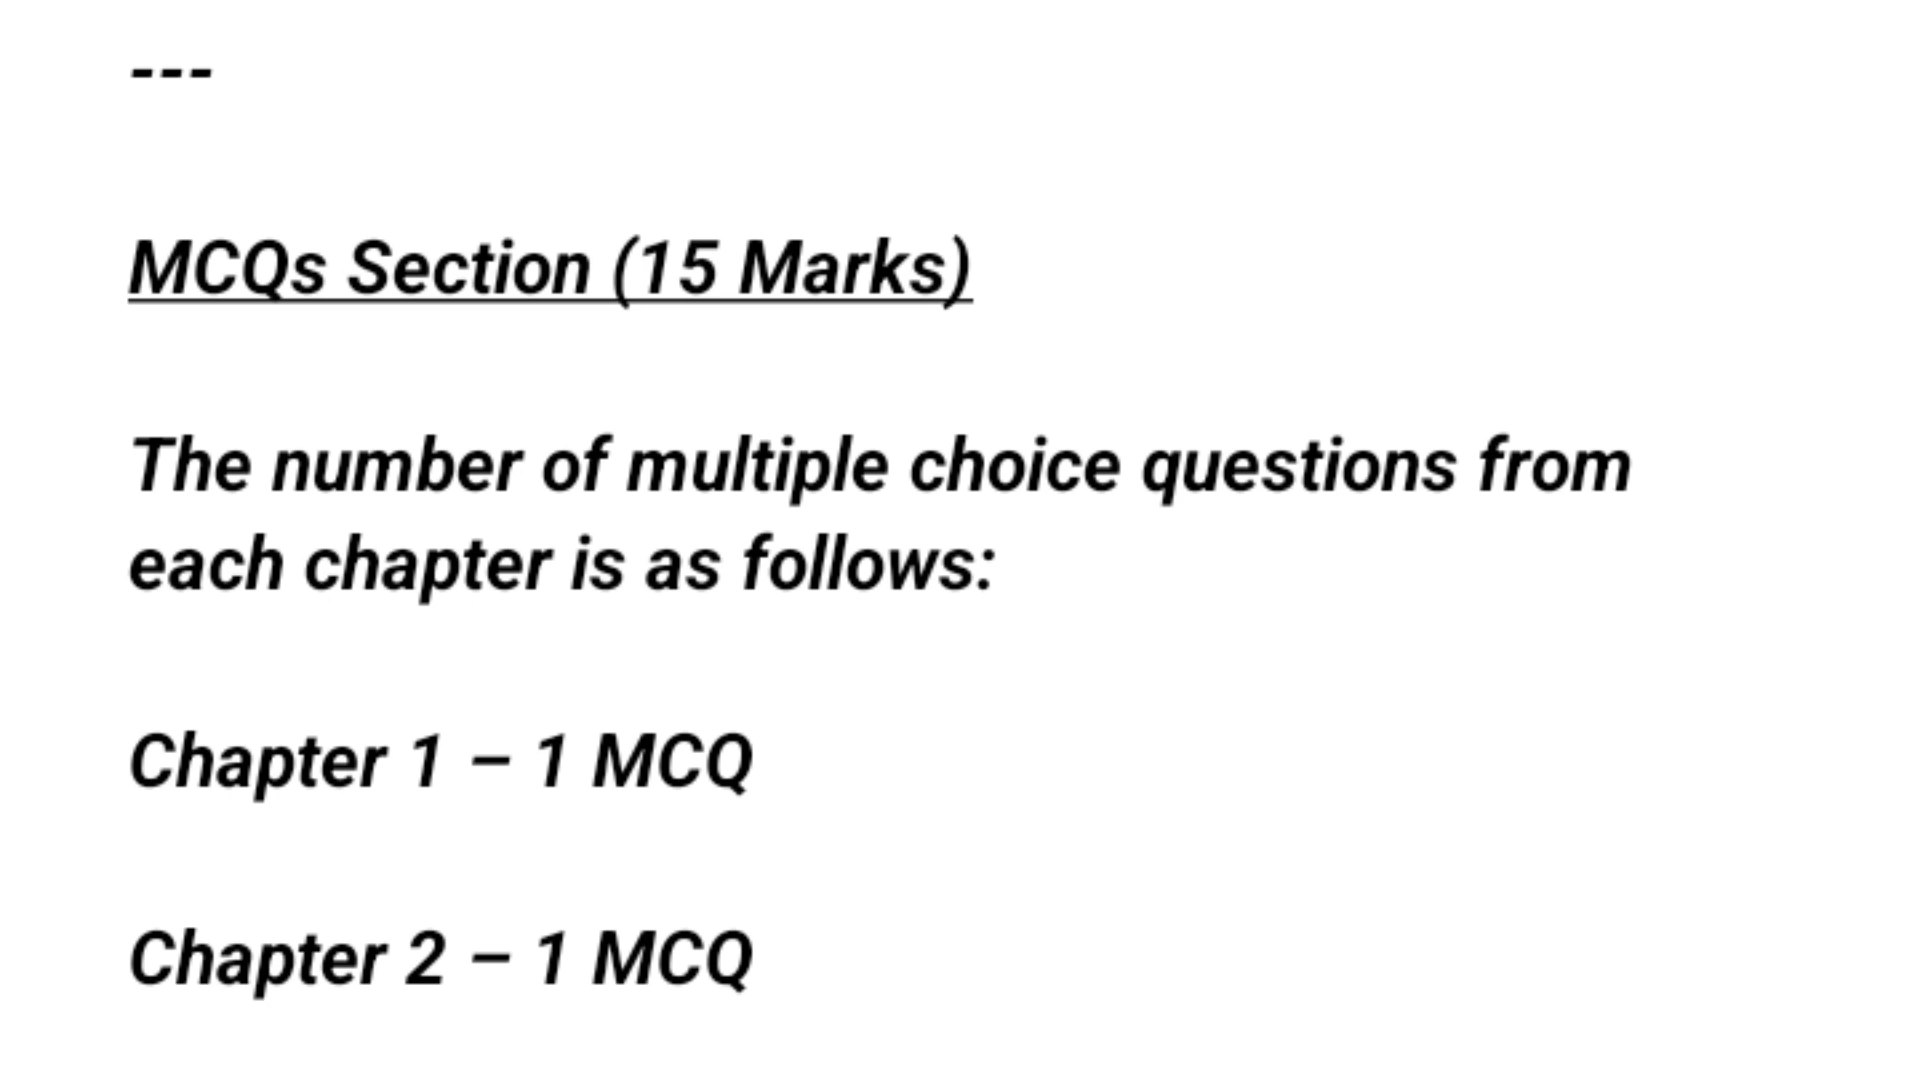 ---
MCQs Section (15 Marks)
The number of multiple choice questions from
each chapter is as follows:
Chapter 1 – 1 MCQ
Chapter 2 – 1 MCQ